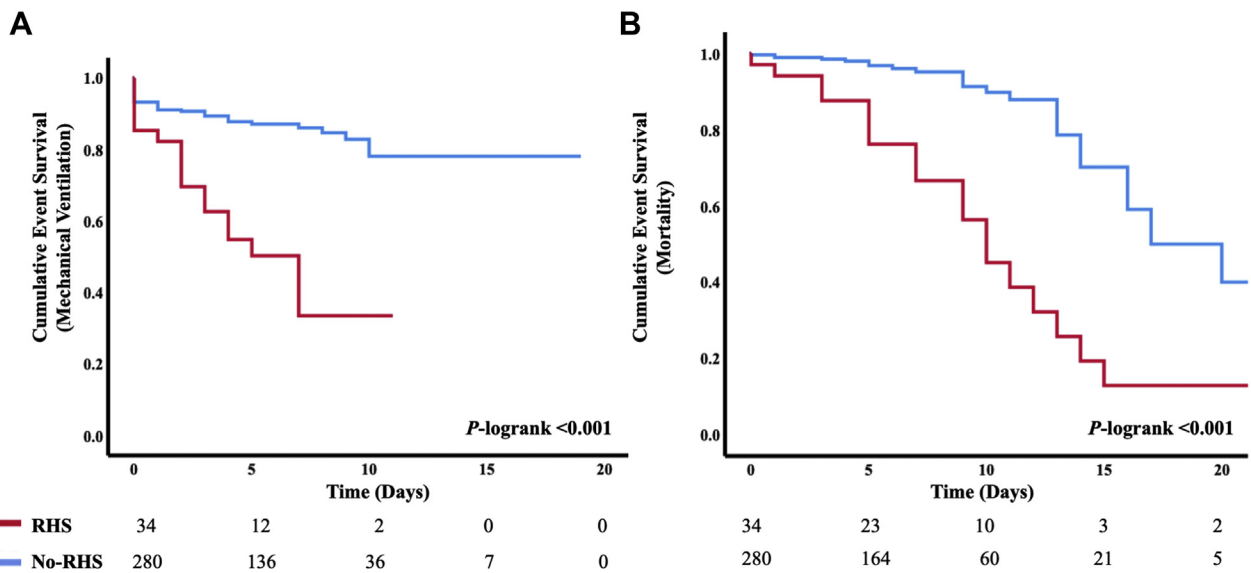 A
B
Cumulative Event Survival
(Mechanical Ventilation)
1.0
0.8
0.6
0.4
0.2
0.0
P-logrank <0.001
0 5 10 15 20
Time (Days)
Cumulative Event Survival
(Mortality)
1.0
0.8
0.6
0.4
0.2
0.0
P-logrank <0.001
0 5 10 15 20
Time (Days)
RHS 34 12 2 0 0 34 23 10 3 2
No-RHS 280 136 36 7 0 280 164 60 21 5